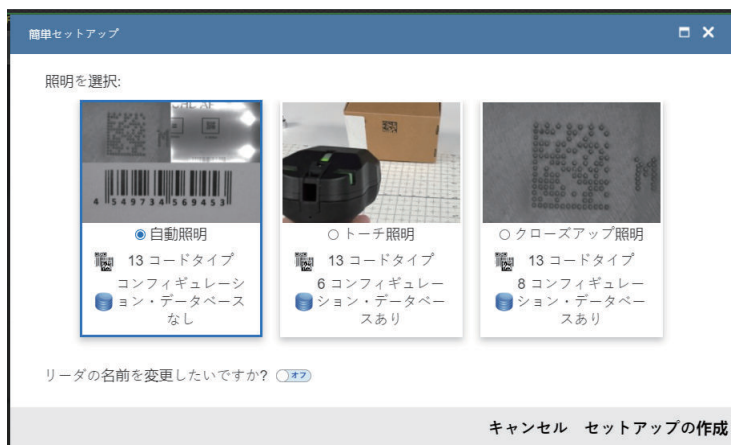 簡単セットアップ
照明を選択:
4 549734 569453
自動照明
13 コードタイプ
コンフィギュレーシ
ョン・データベース
なし
トーチ照明
13 コードタイプ
6 コンフィギュレー
ション・データベー
スあり
クローズアップ照明
13 コードタイプ
8 コンフィギュレー
ション・データベー
スあり
リーダの名前を変更したいですか? オフ
キャンセル セットアップの作成